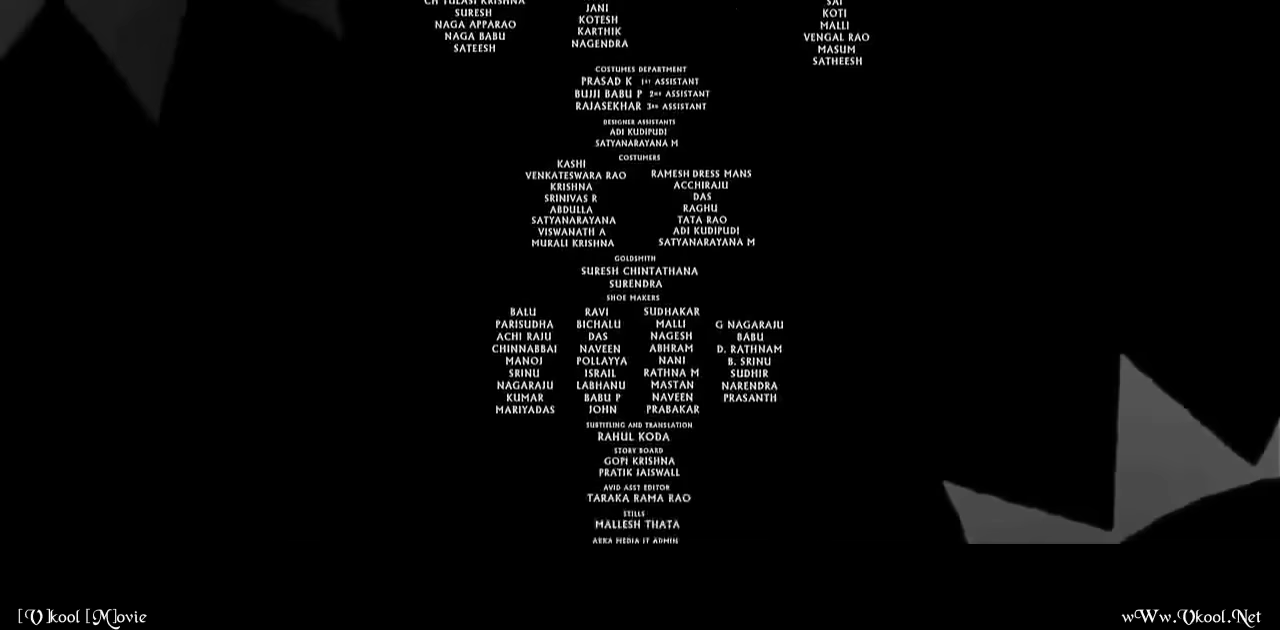 CH TULASI KRISHNA
SURESH
NAGA APPARAO
NAGA BABU
SATEESH
JANI
KOTESH
KARTHIK
NAGENDRA
SAI
KOTI
MALLI
VENGAL RAO
MASUM
SATHEESH
COSTUMES DEPARTMENT
PRASAD K 1ST ASSISTANT
BUJJI BABU P 2ND ASSISTANT
RAJASEKHAR 3RD ASSISTANT
DESIGNER ASSISTANTS
ADI KUDIPUDI
SATYANARAYANA M
COSTUMERS
KASHI
VENKATESWARA RAO
KRISHNA
SRINIVAS R
ABDULLA
SATYANARAYANA
VISWANATH A
MURALI KRISHNA
RAMESH DRESS MANS
ACCHIRAJU
DAS
RAGHU
TATA RAO
ADI KUDIPUDI
SATYANARAYANA M
GOLDSMITH
SURESH CHINTATHANA
SURENDRA
SHOE MAKERS
BALU
PARISUDHA
ACHI RAJU
CHINNABBAI
MANOJ
SRINU
NAGARAJU
KUMAR
MARIYADAS
RAVI
BICHALU
DAS
NAVEEN
POLLAYYA
ISRAIL
LABHANU
BABU P
JOHN
SUDHAKAR
MALLI
NAGESH
ABHRAM
NANI
RATHNA M
MASTAN
NAVEEN
PRABAKAR
G NAGARAJU
BABU
D. RATHNAM
B. SRINU
SUDHIR
NARENDRA
PRASANTH
SUBTITLING AND TRANSLATION
RAHUL KODA
STORY BOARD
GOPI KRISHNA
PRATIK JAISWALL
AVID ASST EDITOR
TARAKA RAMA RAO
STILLS
MALLESH THATA
ARKA MEDIA IT ADMIN
[V]kool [M]ovie
wWw.Vkool.Net